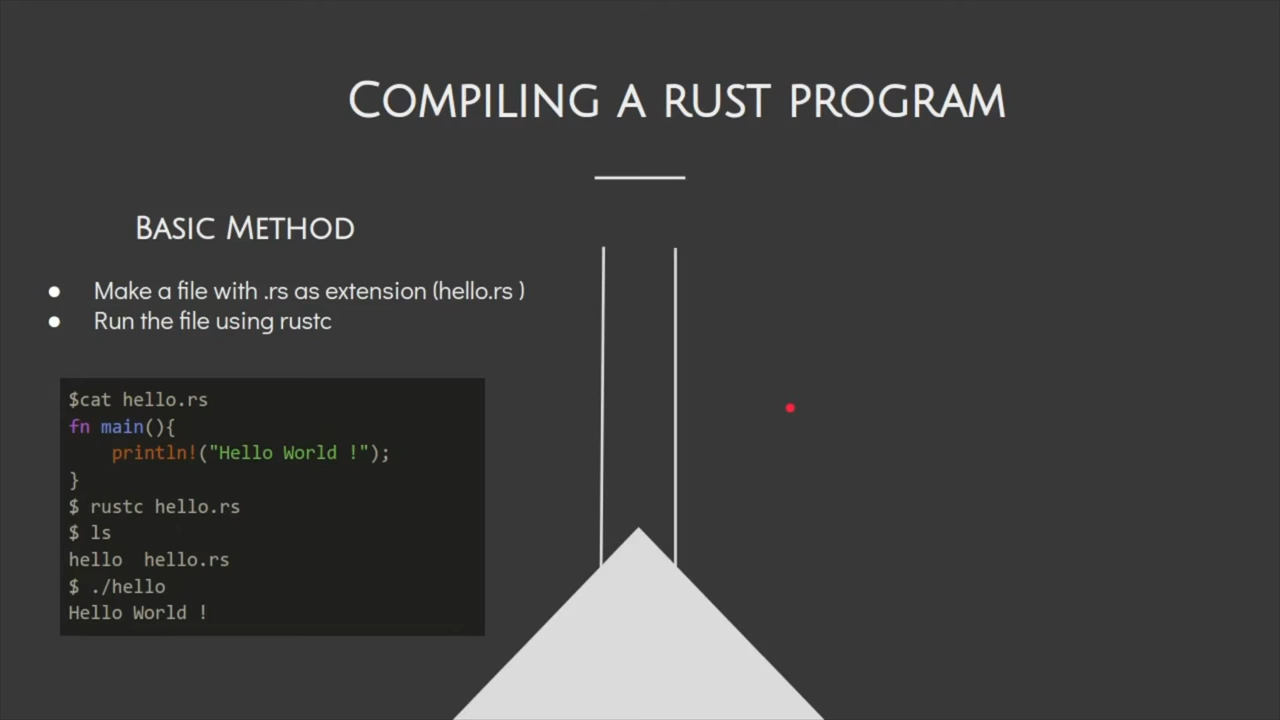 COMPILING A RUST PROGRAM
BASIC METHOD
● Make a file with .rs as extension (hello.rs )
● Run the file using rustc
$cat hello.rs
fn main(){
    println!("Hello World !");
}
$ rustc hello.rs
$ ls
hello  hello.rs
$ ./hello
Hello World !